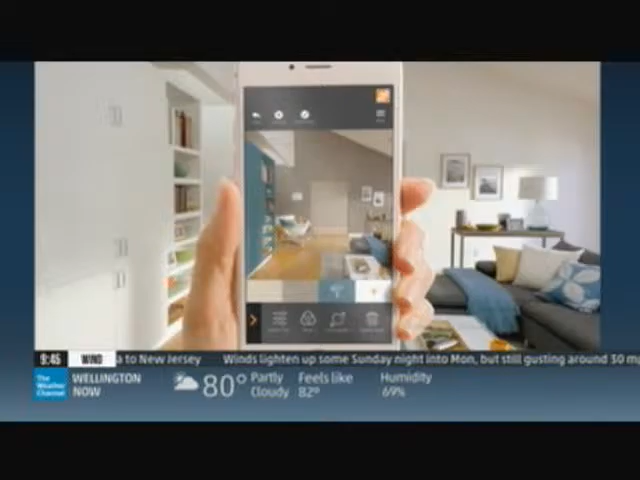 9:45 WIND a to New Jersey Winds lighten up some Sunday night into Mon, but still gusting around 30 m
The Weather Channel
WELLINGTON NOW
80° Partly Cloudy
Feels like 82°
Humidity 69%